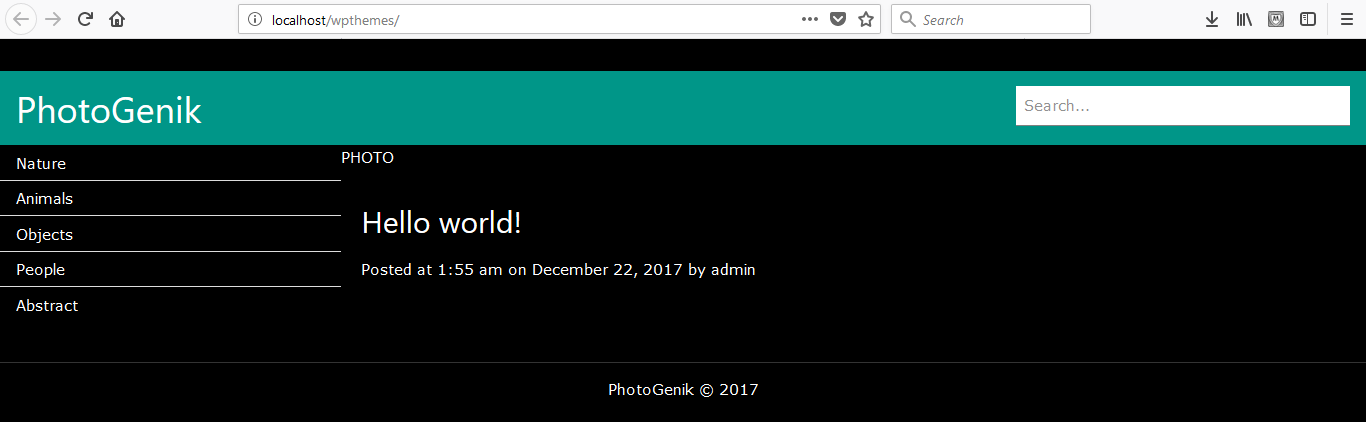 localhost/wpthemes/
Search
PhotoGenik
Search...
Nature
Animals
Objects
People
Abstract
PHOTO
Hello world!
Posted at 1:55 am on December 22, 2017 by admin
PhotoGenik © 2017